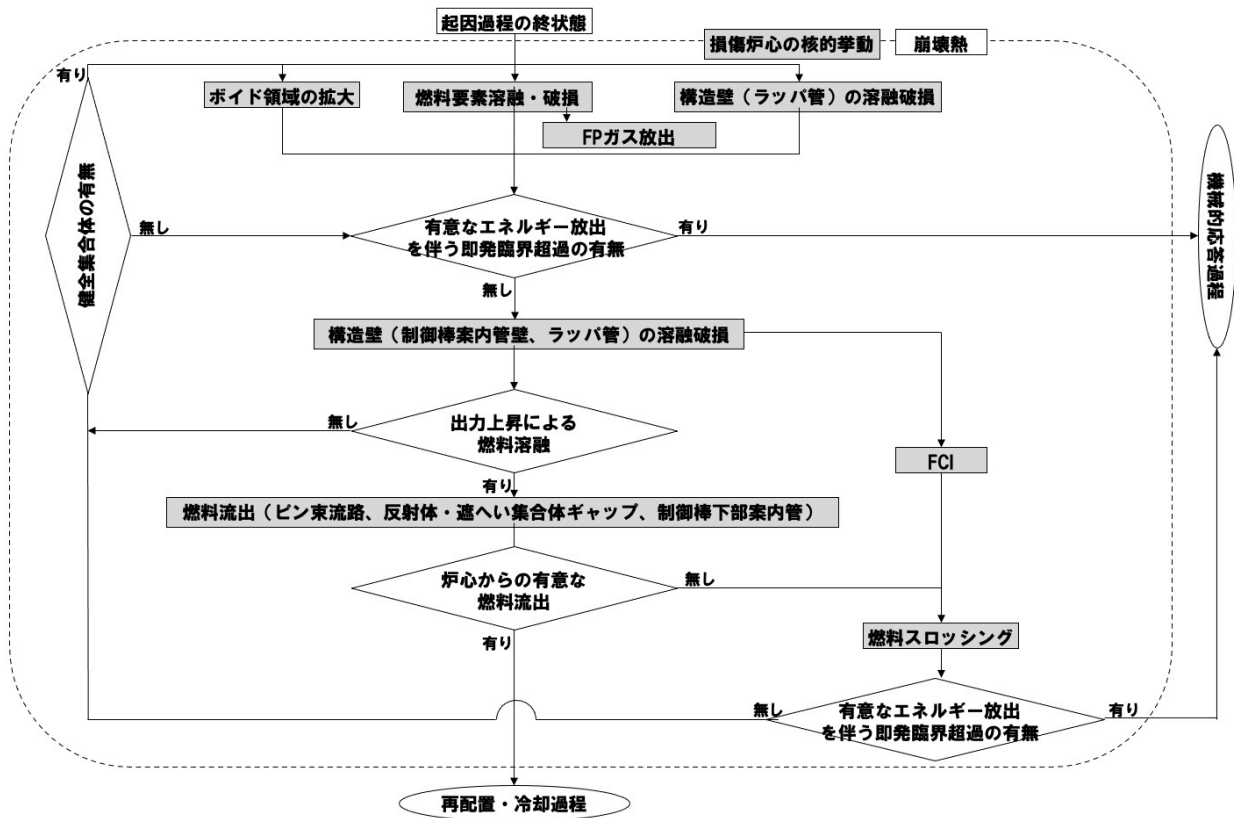 起因過程の終状態
損傷炉心の核的挙動
崩壊熱
有り
ボイド領域の拡大
燃料要素溶融・破損
構造壁（ラッパ管）の溶融破損
FPガス放出
健全集合体の有無
機械的応答過程
無し
有意なエネルギー放出
を伴う即発臨界超過の有無
有り
無し
構造壁（制御棒案内管壁、ラッパ管）の溶融破損
無し
出力上昇による
燃料溶融
FCI
有り
燃料流出（ピン束流路、反射体・遮へい集合体ギャップ、制御棒下部案内管）
炉心からの有意な
燃料流出
無し
有り
燃料スロッシング
無し
有意なエネルギー放出
を伴う即発臨界超過の有無
有り
再配置・冷却過程